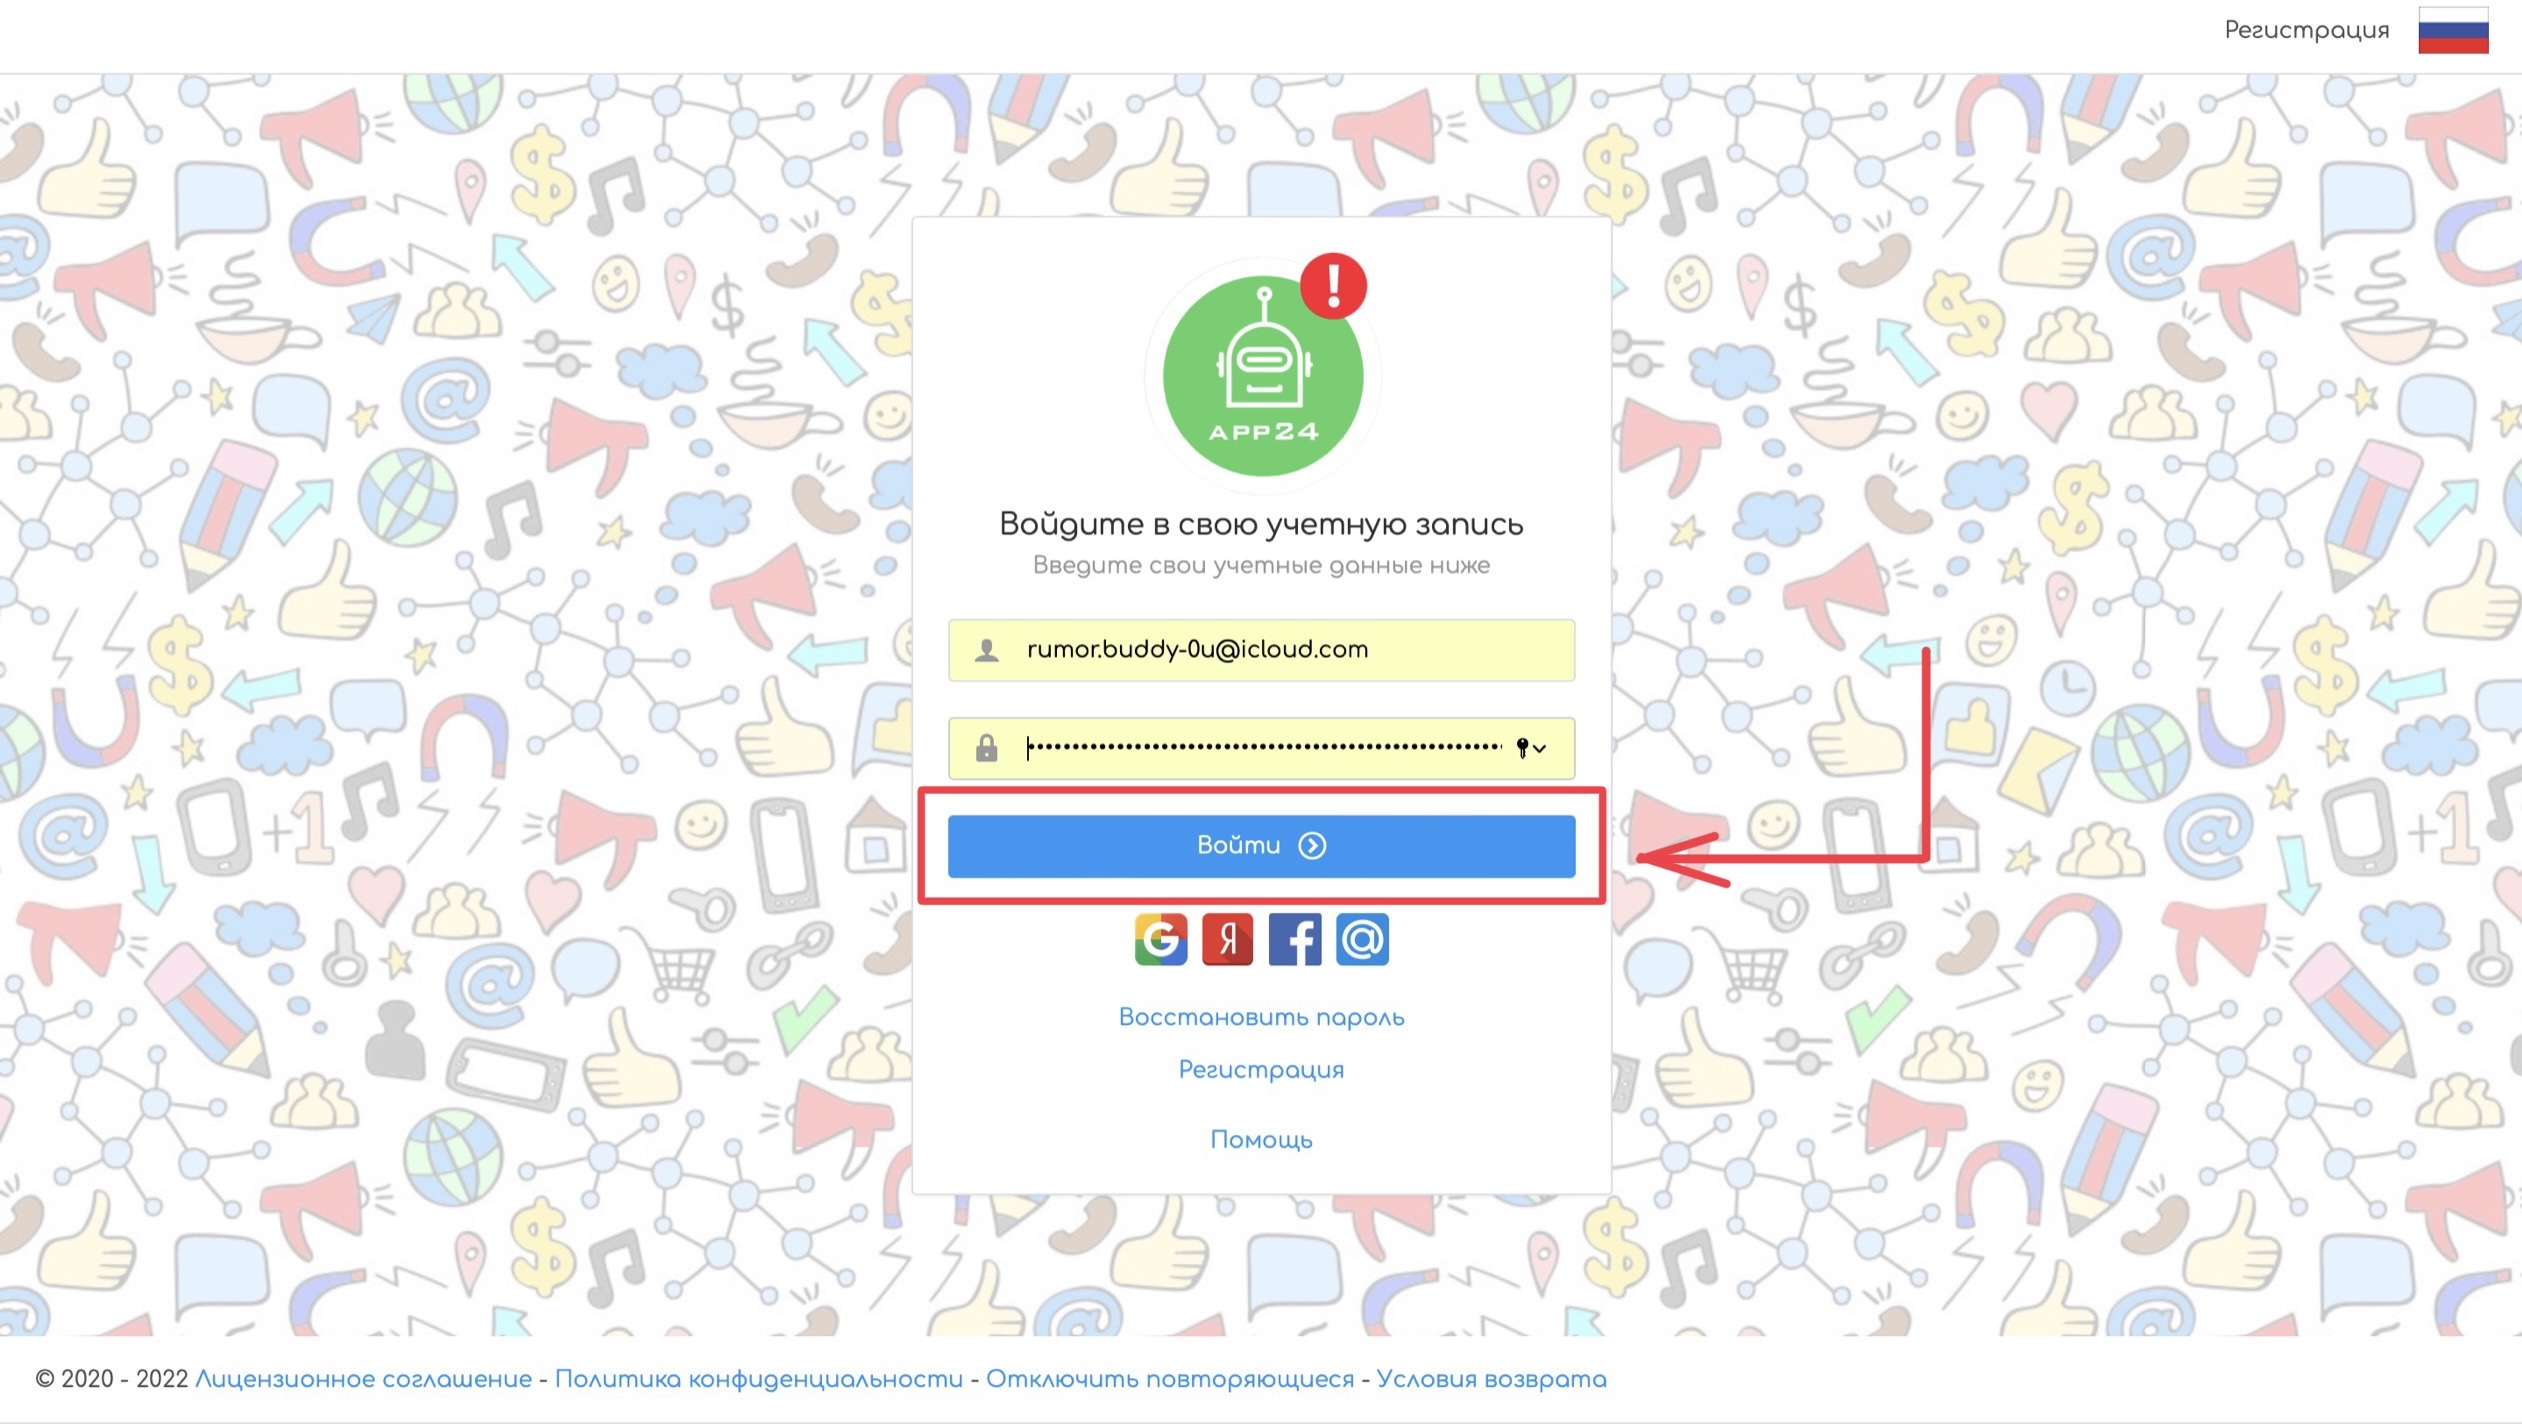 Регистрация
!
APP24
Войдите в свою учетную запись
Введите свои учетные данные ниже
rumor.buddy-0u@icloud.com
Войти
Восстановить пароль
Регистрация
Помощь
© 2020 - 2022 Лицензионное соглашение - Политика конфиденциальности - Отключить повторяющиеся - Условия возврата